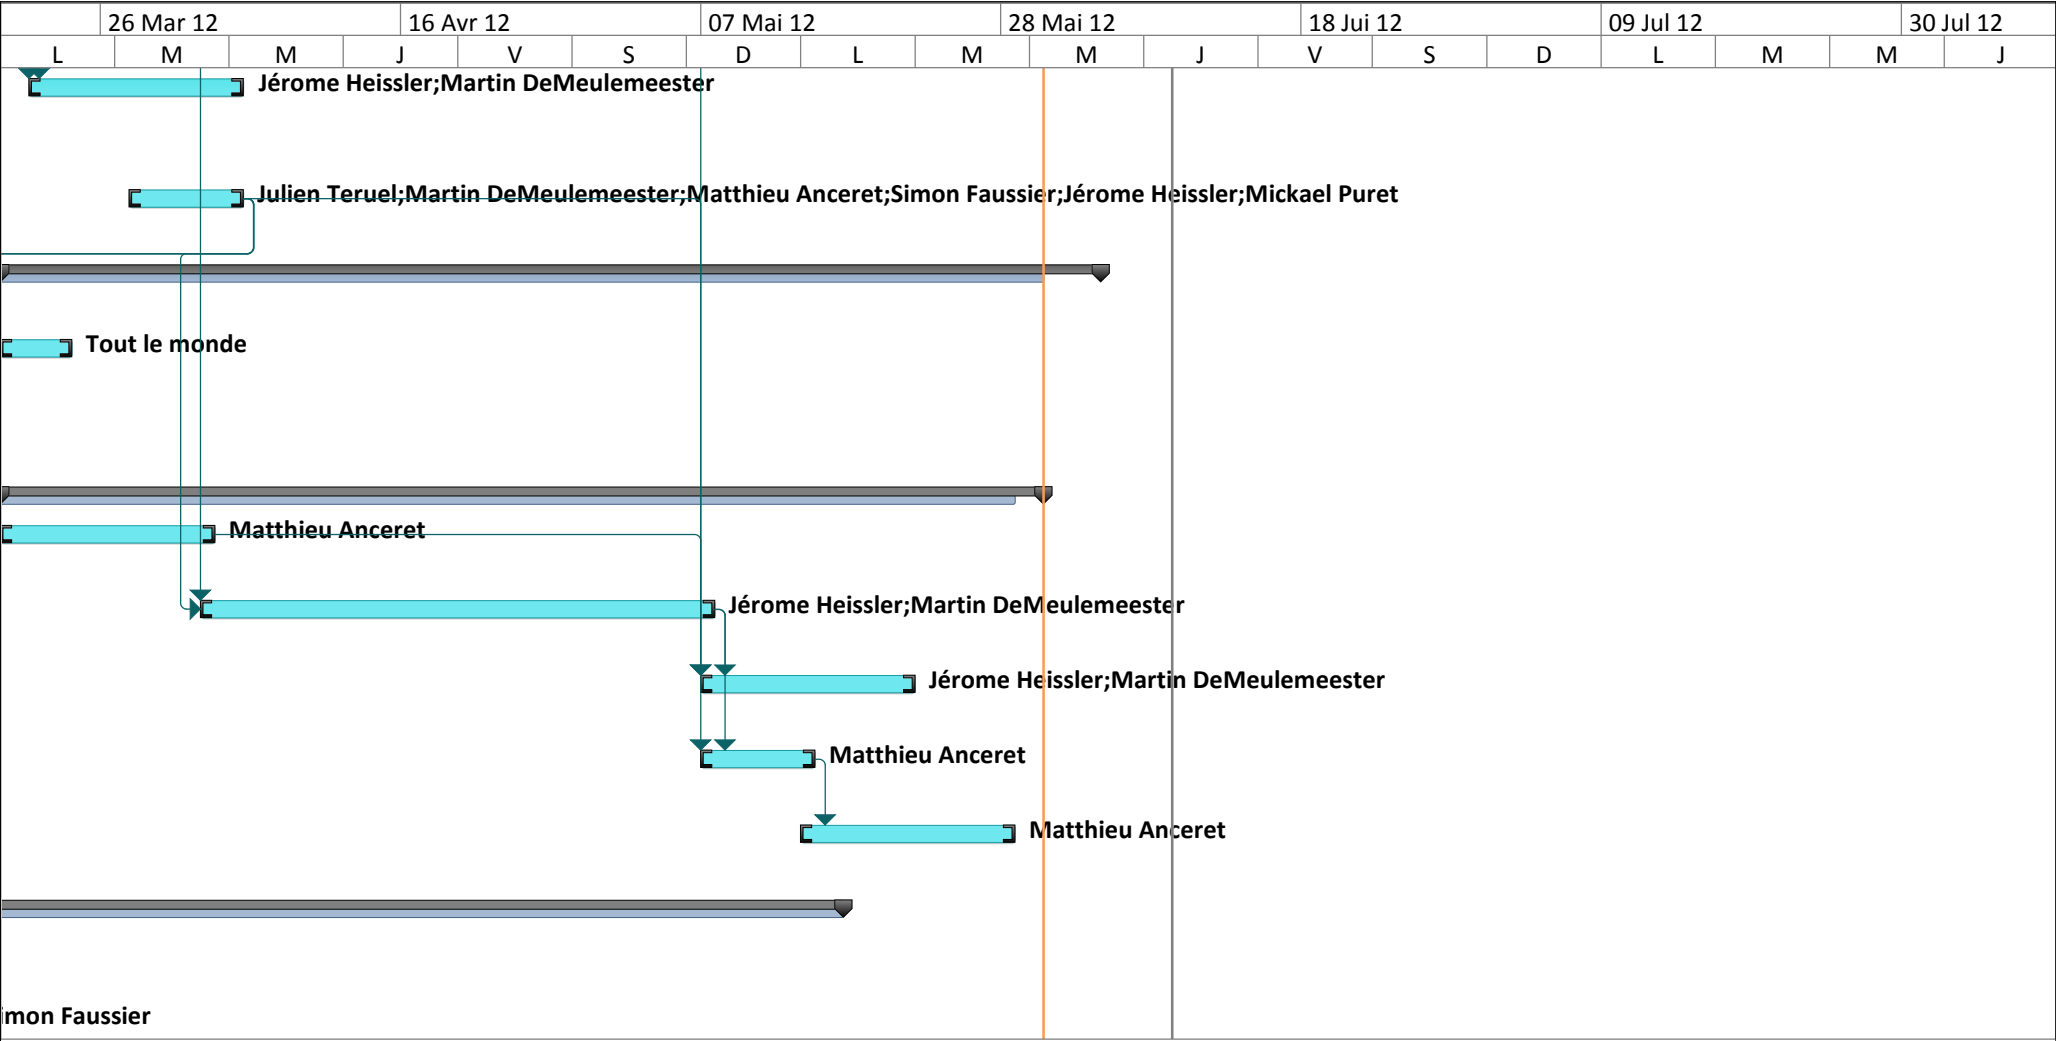 26 Mar 12 16 Avr 12 07 Mai 12 28 Mai 12 18 Jui 12 09 Jul 12 30 Jul 12
L M M J V S D L M M J V S D L M M J
Jérome Heissler;Martin DeMeulemeester
Julien Teruel;Martin DeMeulemeester;Matthieu Anceret;Simon Faussier;Jérome Heissler;Mickael Puret
Tout le monde
Matthieu Anceret
Jérome Heissler;Martin DeMeulemeester
Jérome Heissler;Martin DeMeulemeester
Matthieu Anceret
Matthieu Anceret
imon Faussier